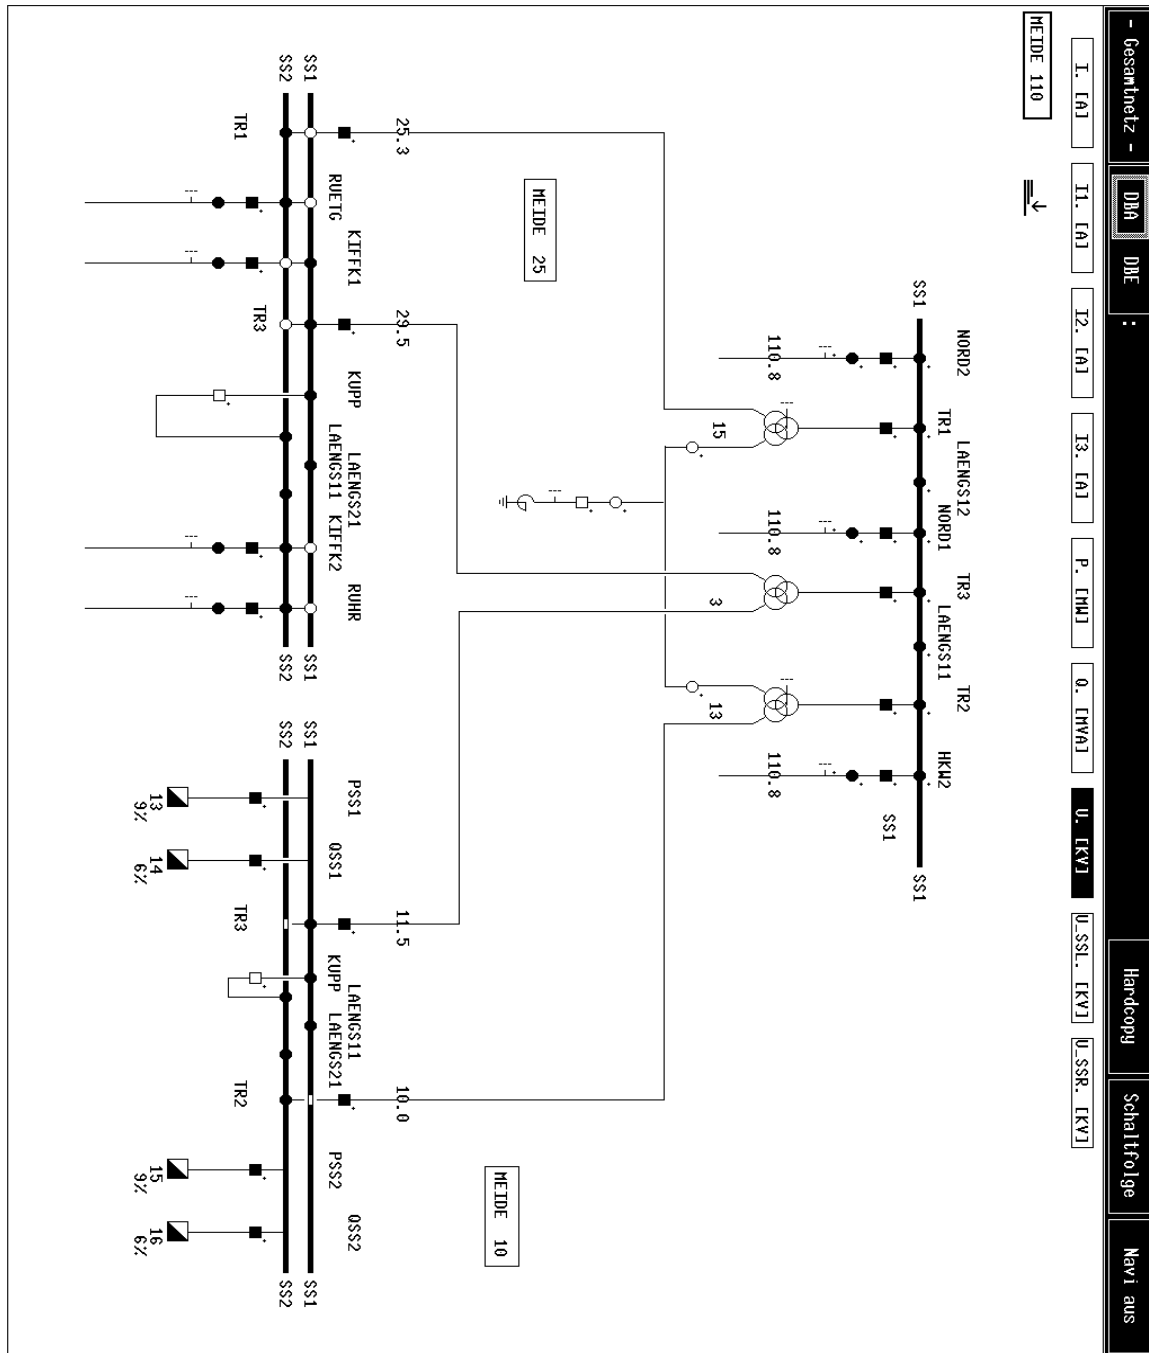 - Gesamtnetz -
DBA
DBE
:
Hardcopy
Schaltfolge
Navi aus
I. [A]
I1. [A]
I2. [A]
I3. [A]
P. [MW]
Q. [MVA]
U. [KV]
U_SSL. [KV]
U_SSR. [KV]
MEIDE 110
SS1
NORD2
TR1
LAENGS12
NORD1
TR3
LAENGS11
TR2
HKW2
SS1
SS1
110.8
110.8
110.8
15
3
13
MEIDE 25
MEIDE 10
25.3
29.5
11.5
10.0
SS1
SS2
TR1
RUETG
KIFFK1
TR3
KUPP
LAENGS21
LAENGS11
KIFFK2
RUHR
SS1
SS2
SS1
SS2
PSS1
QSS1
TR3
KUPP
LAENGS11
LAENGS21
TR2
PSS2
QSS2
SS1
SS2
13
9%
14
6%
15
9%
16
6%